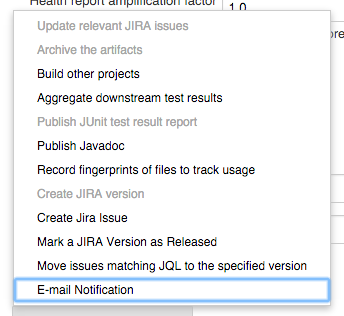 Health report amplification factor 1.0
Update relevant JIRA issues
Archive the artifacts
Build other projects
Aggregate downstream test results
Publish JUnit test result report
Publish Javadoc
Record fingerprints of files to track usage
Create JIRA version
Create Jira Issue
Mark a JIRA Version as Released
Move issues matching JQL to the specified version
E-mail Notification